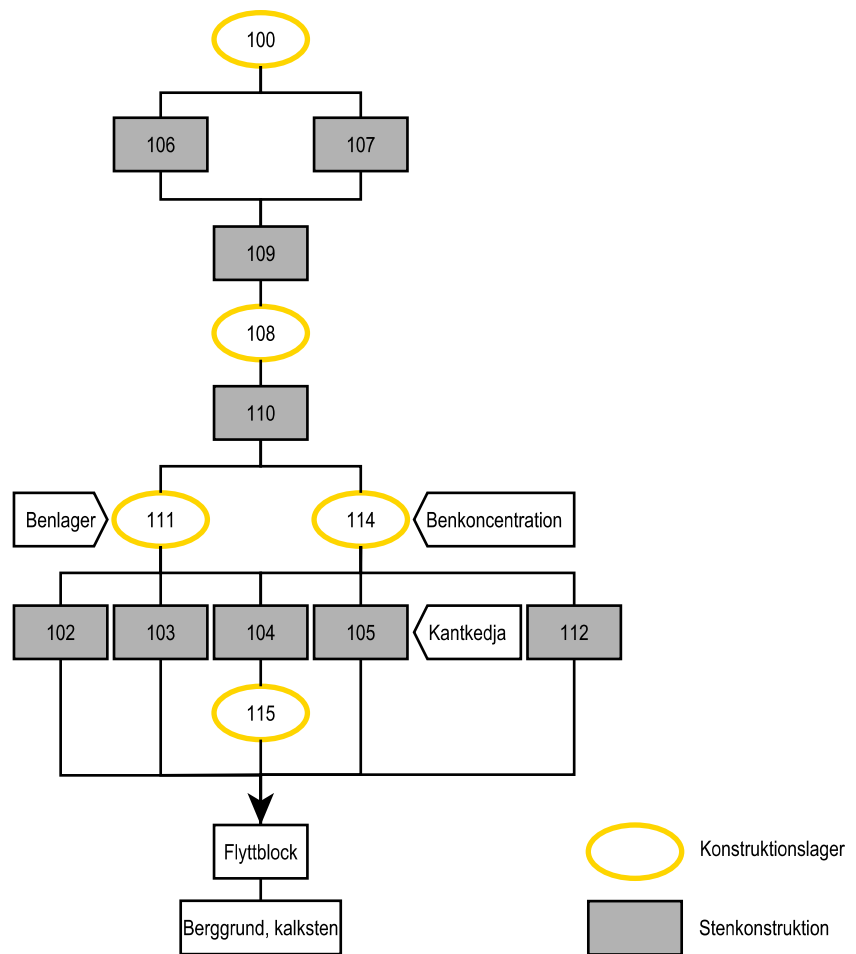 100
106
107
109
108
110
Benlager
111
114
Benkoncentration
102
103
104
105
Kantkedja
112
115
Flyttblock
Konstruktionslager
Berggrund, kalksten
Stenkonstruktion